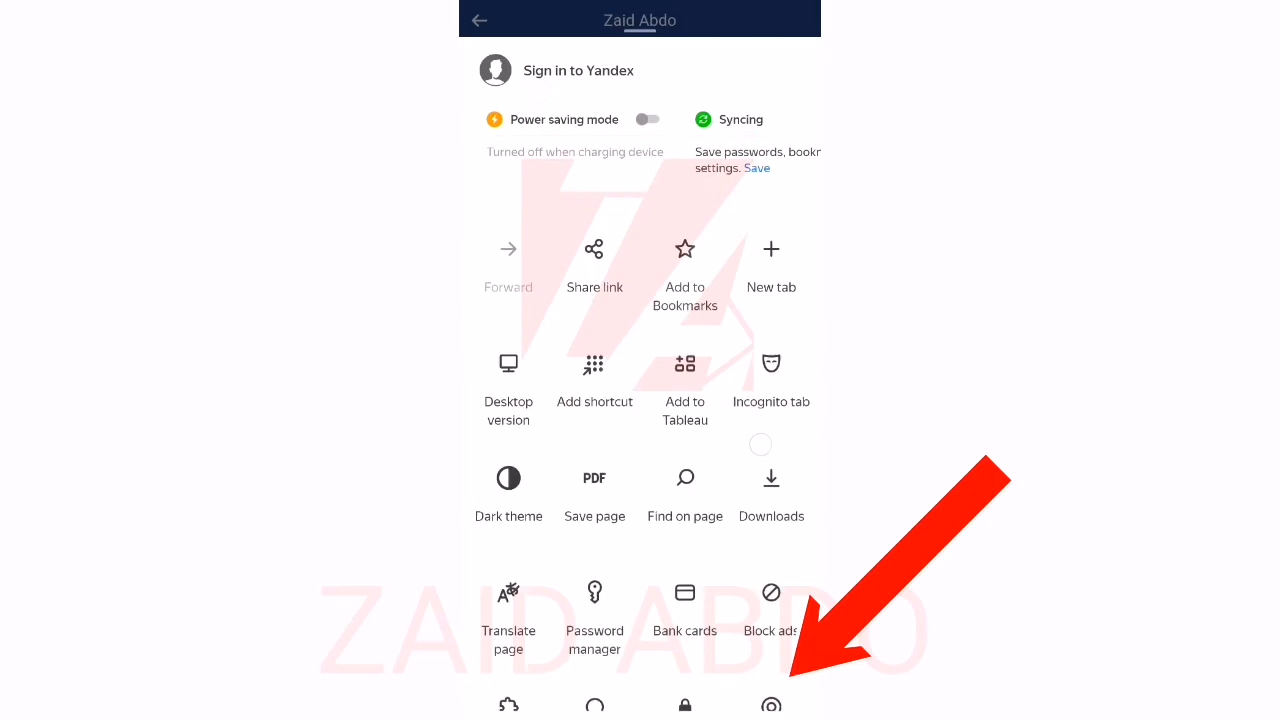 Zaid Abdo
Sign in to Yandex
Power saving mode
Syncing
Turned off when charging device
Save passwords, bookr
settings. Save
Forward
Share link
Add to
Bookmarks
New tab
Desktop
version
Add shortcut
Add to
Tableau
Incognito tab
Dark theme
PDF
Save page
Find on page
Downloads
Translate
page
Password
manager
Bank cards
Block ads
ZAID ABDO